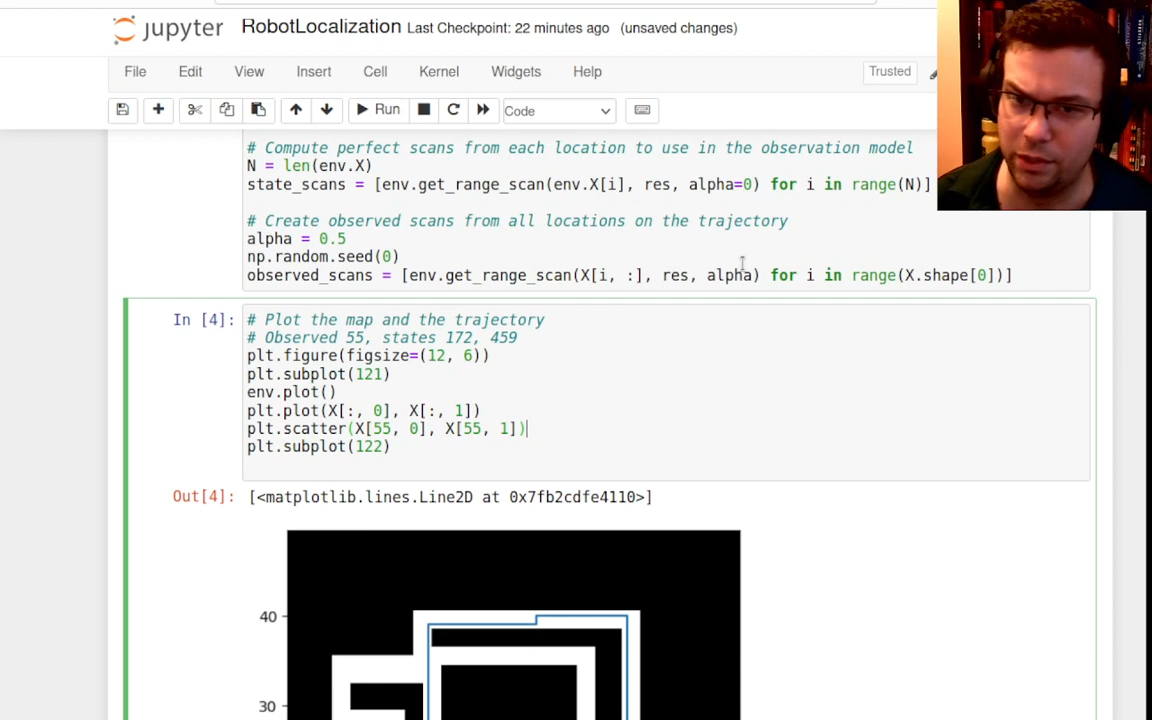 jupyter RobotLocalization Last Checkpoint: 22 minutes ago (unsaved changes)
File Edit View Insert Cell Kernel Widgets Help Trusted
Run Code
# Compute perfect scans from each location to use in the observation model
N = len(env.X)
state_scans = [env.get_range_scan(env.X[i], res, alpha=0) for i in range(N)]
# Create observed scans from all locations on the trajectory
alpha = 0.5
np.random.seed(0)
observed_scans = [env.get_range_scan(X[i, :], res, alpha) for i in range(X.shape[0])]
In [4]:
# Plot the map and the trajectory
# Observed 55, states 172, 459
plt.figure(figsize=(12, 6))
plt.subplot(121)
env.plot()
plt.plot(X[:, 0], X[:, 1])
plt.scatter(X[55, 0], X[55, 1])
plt.subplot(122)
Out[4]: [<matplotlib.lines.Line2D at 0x7fb2cdfe4110>]
40
30